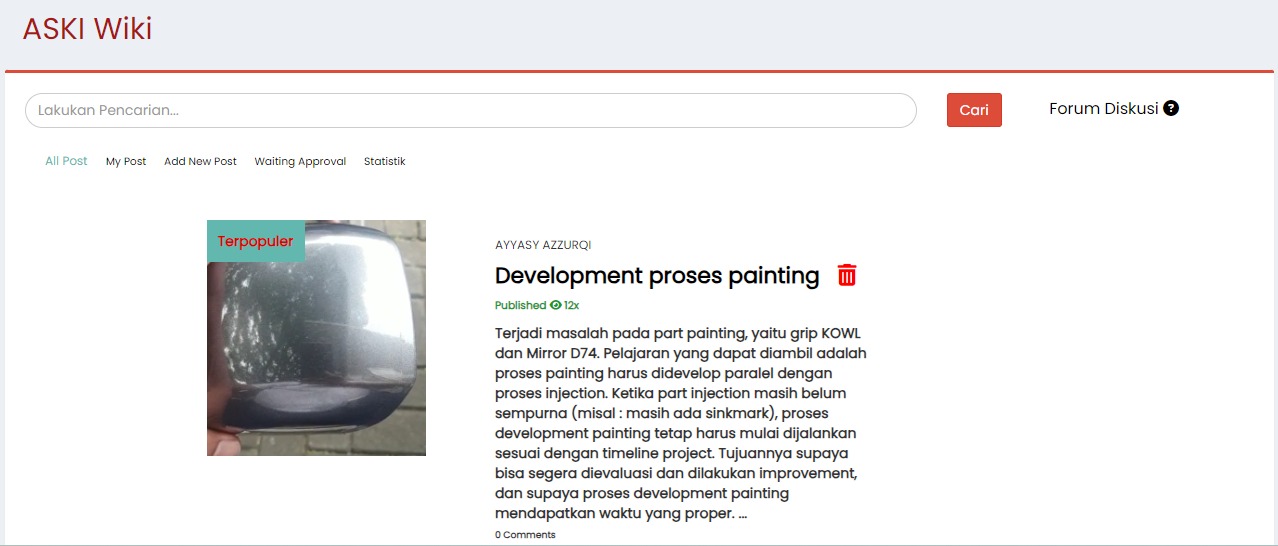 ASKI Wiki
Lakukan Pencarian...
Cari
Forum Diskusi
All Post My Post Add New Post Waiting Approval Statistik
Terpopuler
AYYASY AZZURQI
Development proses painting
Published 12x
Terjadi masalah pada part painting, yaitu grip KOWL
dan Mirror D74. Pelajaran yang dapat diambil adalah
proses painting harus didevelop paralel dengan
proses injection. Ketika part injection masih belum
sempurna (misal : masih ada sinkmark), proses
development painting tetap harus mulai dijalankan
sesuai dengan timeline project. Tujuannya supaya
bisa segera dievaluasi dan dilakukan improvement,
dan supaya proses development painting
mendapatkan waktu yang proper. ...
0 Comments